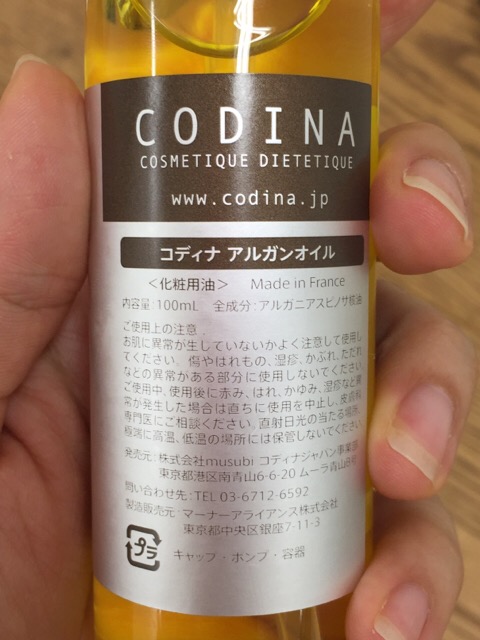 CODINA
COSMETIQUE DIETETIQUE
www.codina.jp
コディナ アルガンオイル
＜化粧用油＞ Made in France
内容量：100mL 全成分：アルガニアスピノサ核油
ご使用上の注意
お肌に異常が生していないかよく注意して使用し
てください。傷やはれもの、湿疹、かぶれ、ただれ
などの異常がある部分に使用しないでください。
ご使用中、使用後に赤み、はれ、かゆみ、湿疹など異
常が発生した場合は直ちに使用を中止し、皮膚科
専門医にご相談ください。直射日光の当たる場所、
極端に高温、低温の場所には保管しないでください。
発売元：株式会社musubi コディナジャパン事業部
東京都港区南青山6-6-20 ムーラ青山
問い合わせ先：TEL 03-6712-6592
製造販売元：マーナーアライアンス株式会社
東京都中央区銀座7-11-3
プラ
キャップ・ポンプ・容器